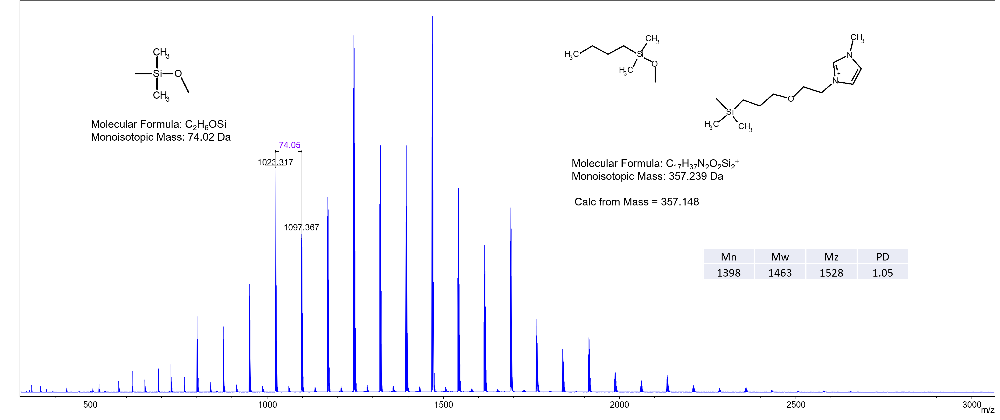 CH3
Si
O
CH3
Molecular Formula: C2H6OSi
Monoisotopic Mass: 74.02 Da
74.05
1023.317
1097.367
H3C
CH3
Si
O
H3C
CH3
N
+
N
O
Si
H3C
CH3
Molecular Formula: C17H37N2O2Si2+
Monoisotopic Mass: 357.239 Da
Calc from Mass = 357.148
Mn Mw Mz PD
1398 1463 1528 1.05
500 1000 1500 2000 2500 3000
m/z